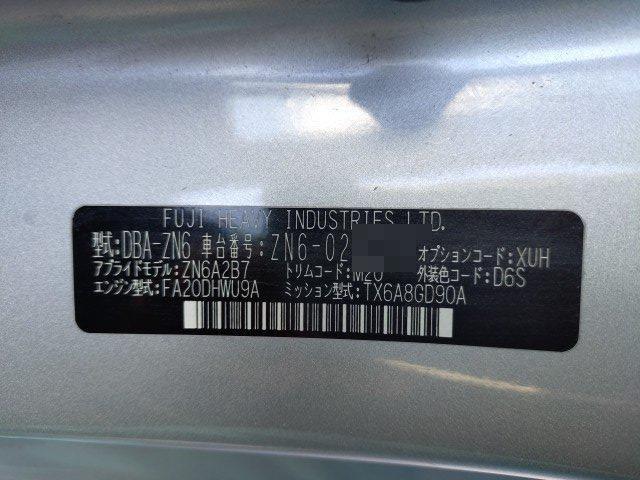 FUJI HEAVY INDUSTRIES LTD.
型式:DBA-ZN6 車台番号:ZN6-02 オプションコード:XUH
アプライドモデル:ZN6A2B7 トリムコード:M20 外装色コード:D6S
エンジン型式:FA20DHWU9A ミッション型式:TX6A8GD90A